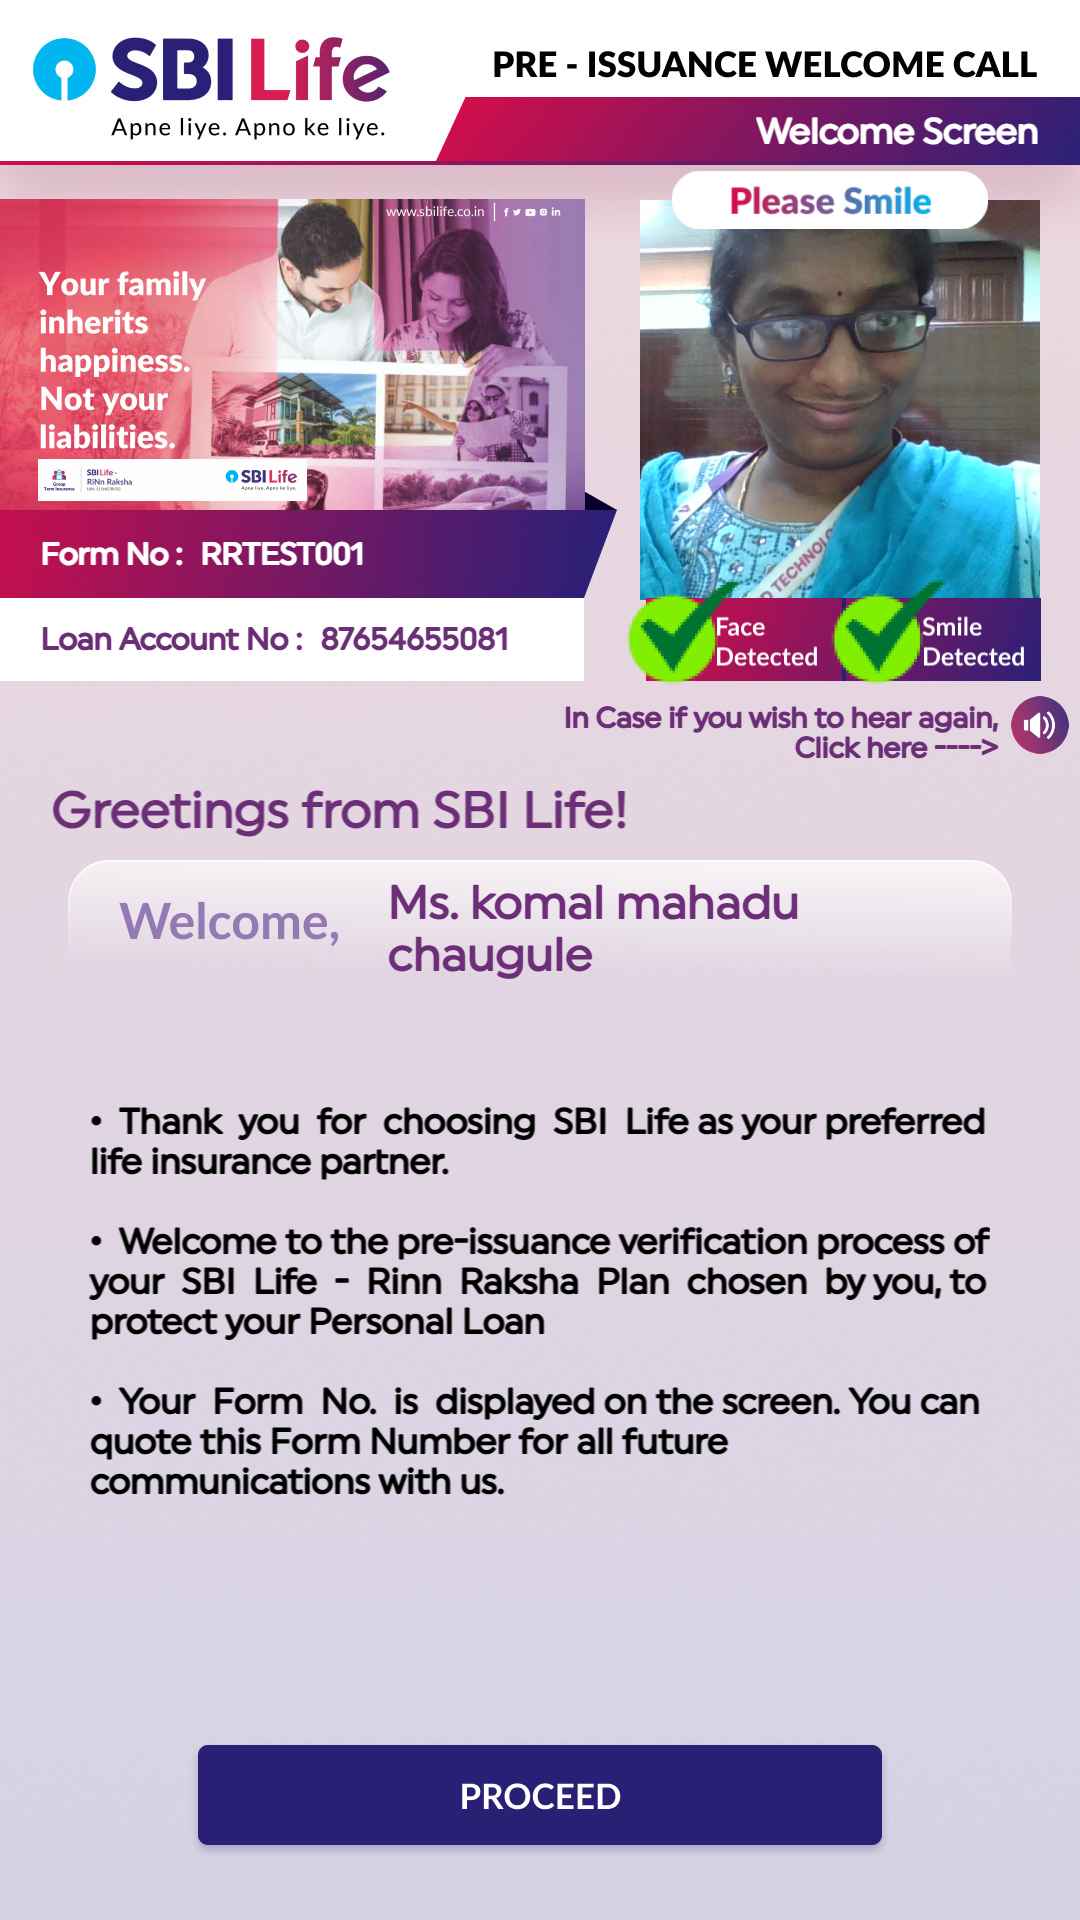 SBI Life
Apne liye. Apno ke liye.
PRE - ISSUANCE WELCOME CALL
Welcome Screen
www.sbilife.co.in
Your family
inherits
happiness.
Not your
liabilities.
Group
Term Insurance
SBI Life -
RiNn Raksha
SBI Life
Apne liye. Apno ke liye.
Please Smile
D TECHNOLO
Form No : RRTEST001
Loan Account No : 87654655081
Face
Detected
Smile
Detected
In Case if you wish to hear again,
Click here ---->
Greetings from SBI Life!
Welcome,
Ms. komal mahadu
chaugule
• Thank you for choosing SBI Life as your preferred
life insurance partner.
• Welcome to the pre-issuance verification process of
your SBI Life - Rinn Raksha Plan chosen by you, to
protect your Personal Loan
• Your Form No. is displayed on the screen. You can
quote this Form Number for all future
communications with us.
PROCEED